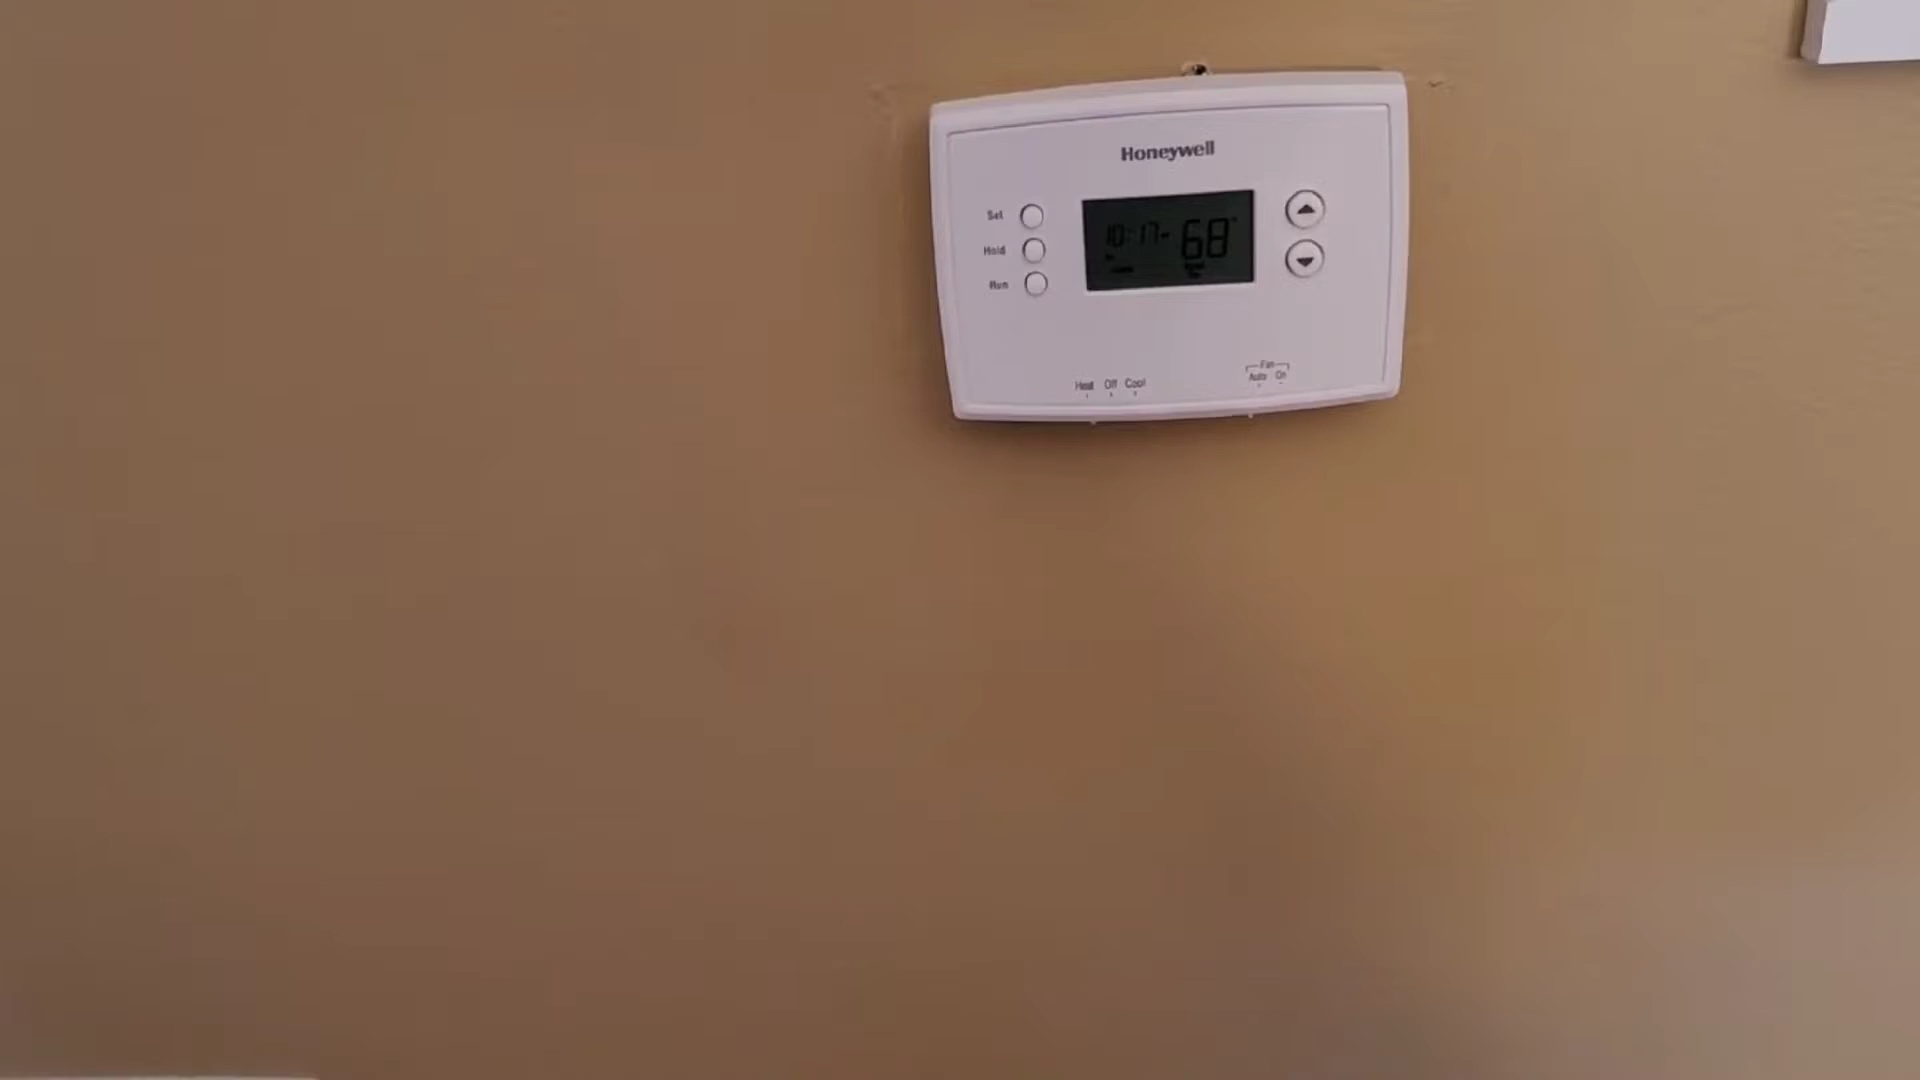 Honeywell
Set
Hold
Run
10:17
68
Heat Off Cool
Fan
Auto On